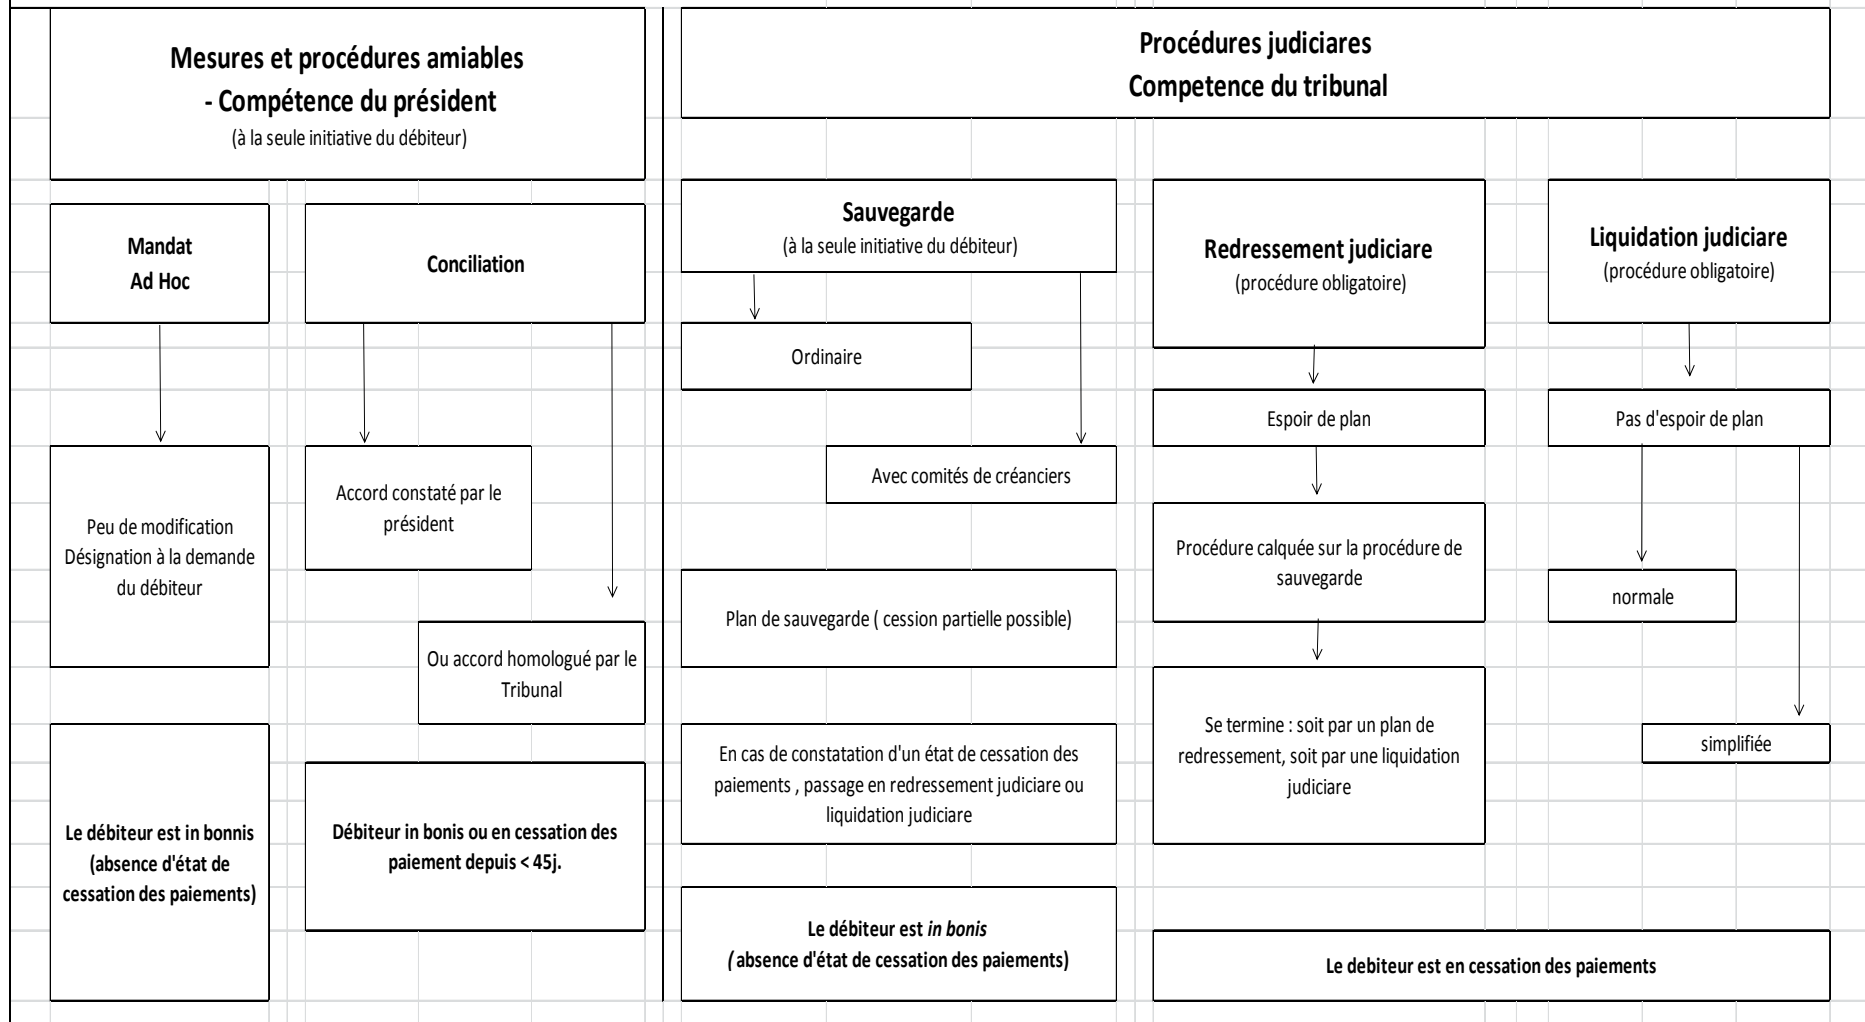 Mesures et procédures amiables
- Compétence du président
(à la seule initiative du débiteur)
Procédures judiciares
Competence du tribunal
Mandat
Ad Hoc
Conciliation
Sauvegarde
(à la seule initiative du débiteur)
Redressement judiciare
(procédure obligatoire)
Liquidation judiciare
(procédure obligatoire)
Ordinaire
Espoir de plan
Pas d'espoir de plan
Avec comités de créanciers
Accord constaté par le
président
Peu de modification
Désignation à la demande
du débiteur
Procédure calquée sur la procédure de
sauvegarde
normale
Plan de sauvegarde ( cession partielle possible)
Ou accord homologué par le
Tribunal
Se termine : soit par un plan de
redressement, soit par une liquidation
judiciare
simplifiée
En cas de constatation d'un état de cessation des
paiements , passage en redressement judiciare ou
liquidation judiciare
Le débiteur est in bonnis
(absence d'état de
cessation des paiements)
Débiteur in bonis ou en cessation des
paiement depuis < 45j.
Le débiteur est in bonis
( absence d'état de cessation des paiements)
Le debiteur est en cessation des paiements